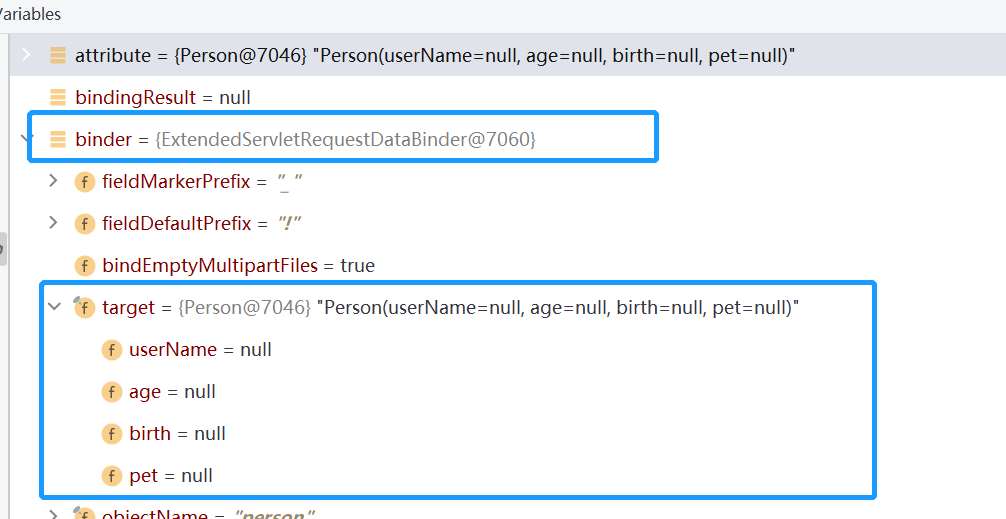 Variables
attribute = {Person@7046} "Person(userName=null, age=null, birth=null, pet=null)"
bindingResult = null
binder = {ExtendedServletRequestDataBinder@7060}
f fieldMarkerPrefix = "_"
f fieldDefaultPrefix = "!"
f bindEmptyMultipartFiles = true
f target = {Person@7046} "Person(userName=null, age=null, birth=null, pet=null)"
f userName = null
f age = null
f birth = null
f pet = null
f objectName = "person"